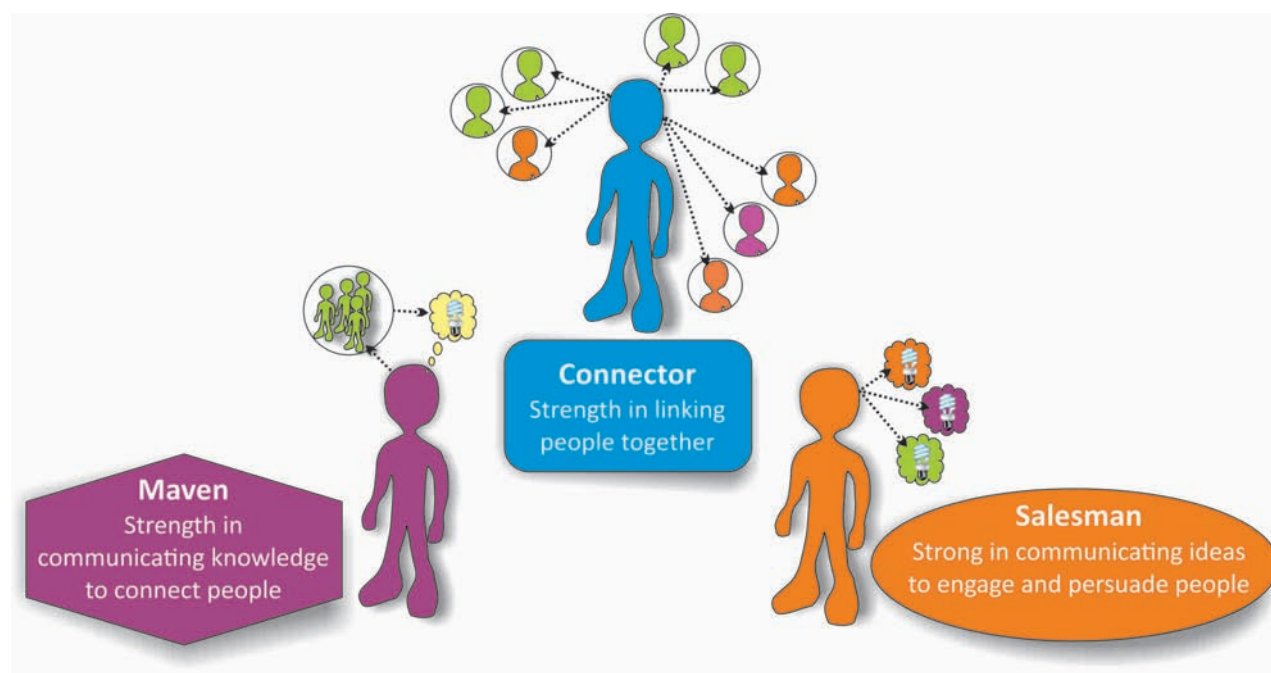 Connector
Strength in linking
people together
Maven
Strength in
communicating knowledge
to connect people
Salesman
Strong in communicating ideas
to engage and persuade people